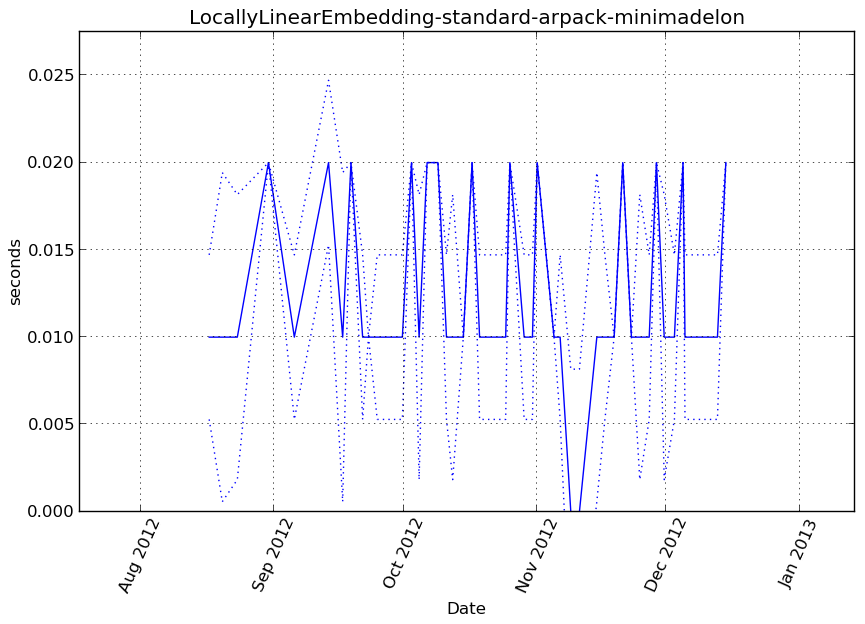 LocallyLinearEmbedding-standard-arpack-minimadelon
0.025
0.020
0.015
0.010
0.005
0.000
seconds
Aug 2012
Sep 2012
Oct 2012
Nov 2012
Dec 2012
Jan 2013
Date